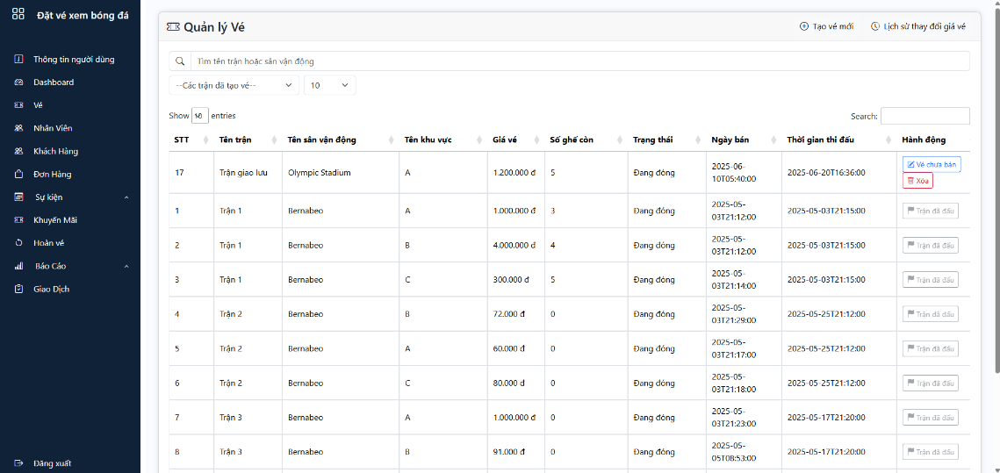 Đặt vé xem bóng đá
Thông tin người dùng
Dashboard
Vé
Nhân Viên
Khách Hàng
Đơn Hàng
Sự kiện
Khuyến Mãi
Hoàn vé
Báo Cáo
Giao Dịch
Đăng xuất
Quản lý Vé
Tạo vé mới
Lịch sử thay đổi giá vé
Tìm tên trận hoặc sân vận động
--Các trận đã tạo vé--
10
Show entries
Search:
STT Tên trận Tên sân vận động Tên khu vực Giá vé Số ghế còn Trạng thái Ngày bán Thời gian thi đấu Hành động
17 Trận giao lưu Olympic Stadium A 1.200.000 đ 5 Đang đóng 2025-06-10T05:40:00 2025-06-20T16:36:00 Vé chưa bán
Xóa
1 Trận 1 Bernabeo A 1.000.000 đ 3 Đang đóng 2025-05-03T21:12:00 2025-05-03T21:15:00 Trận đã đấu
2 Trận 1 Bernabeo B 4.000.000 đ 4 Đang đóng 2025-05-03T21:12:00 2025-05-03T21:15:00 Trận đã đấu
3 Trận 1 Bernabeo C 300.000 đ 5 Đang đóng 2025-05-03T21:14:00 2025-05-03T21:15:00 Trận đã đấu
4 Trận 2 Bernabeo B 72.000 đ 0 Đang đóng 2025-05-03T21:29:00 2025-05-25T21:12:00 Trận đã đấu
5 Trận 2 Bernabeo A 60.000 đ 0 Đang đóng 2025-05-03T21:17:00 2025-05-25T21:12:00 Trận đã đấu
6 Trận 2 Bernabeo C 80.000 đ 0 Đang đóng 2025-05-03T21:18:00 2025-05-25T21:12:00 Trận đã đấu
7 Trận 3 Bernabeo A 1.000.000 đ 0 Đang đóng 2025-05-03T21:23:00 2025-05-17T21:20:00 Trận đã đấu
8 Trận 3 Bernabeo B 91.000 đ 0 Đang đóng 2025-05-05T08:53:00 2025-05-17T21:20:00 Trận đã đấu